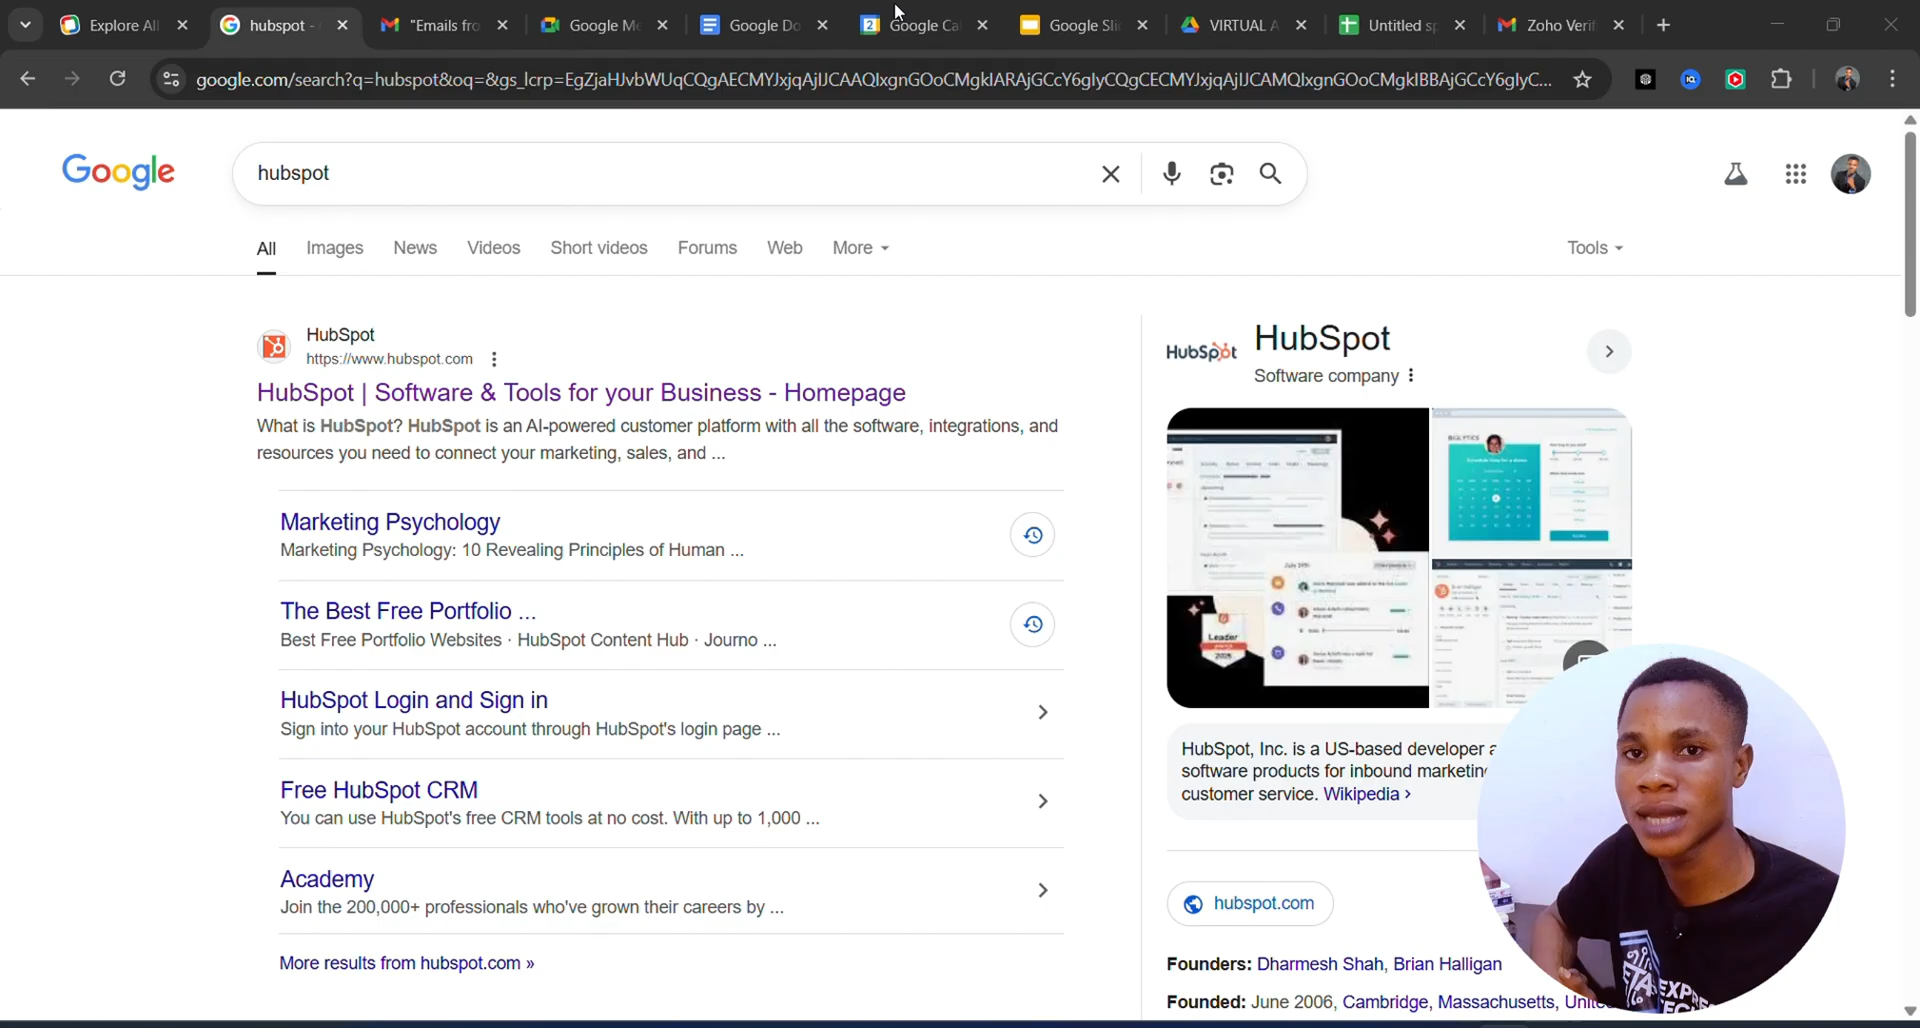 Explore All
hubspot -
"Emails fro
Google Me
Google Do
Google Ca
Google Sli
VIRTUAL A
Untitled sp
Zoho Verif
google.com/search?q=hubspot&oq=&gs_lcrp=EgZjaHJvbWUqCQgAECMYJxjqAjIJCAAQIxgnGOoCMgkIARAjGCcY6gIyCQgCECMYJxjqAjIJCAMQIxgnGOoCMgkIBBAjGCcY6gIyC...
Google
hubspot
All
Images
News
Videos
Short videos
Forums
Web
More
Tools
HubSpot
https://www.hubspot.com
HubSpot | Software & Tools for your Business - Homepage
What is HubSpot? HubSpot is an AI-powered customer platform with all the software, integrations, and
resources you need to connect your marketing, sales, and ...
Marketing Psychology
Marketing Psychology: 10 Revealing Principles of Human ...
The Best Free Portfolio ...
Best Free Portfolio Websites · HubSpot Content Hub · Journo ...
HubSpot Login and Sign in
Sign into your HubSpot account through HubSpot's login page ...
Free HubSpot CRM
You can use HubSpot's free CRM tools at no cost. With up to 1,000 ...
Academy
Join the 200,000+ professionals who've grown their careers by ...
More results from hubspot.com »
HubSpot
HubSpot
Software company
Leader
HubSpot, Inc. is a US-based developer a
software products for inbound marketin
customer service. Wikipedia ›
hubspot.com
Founders: Dharmesh Shah, Brian Halligan
Founded: June 2006, Cambridge, Massachusetts, Unite